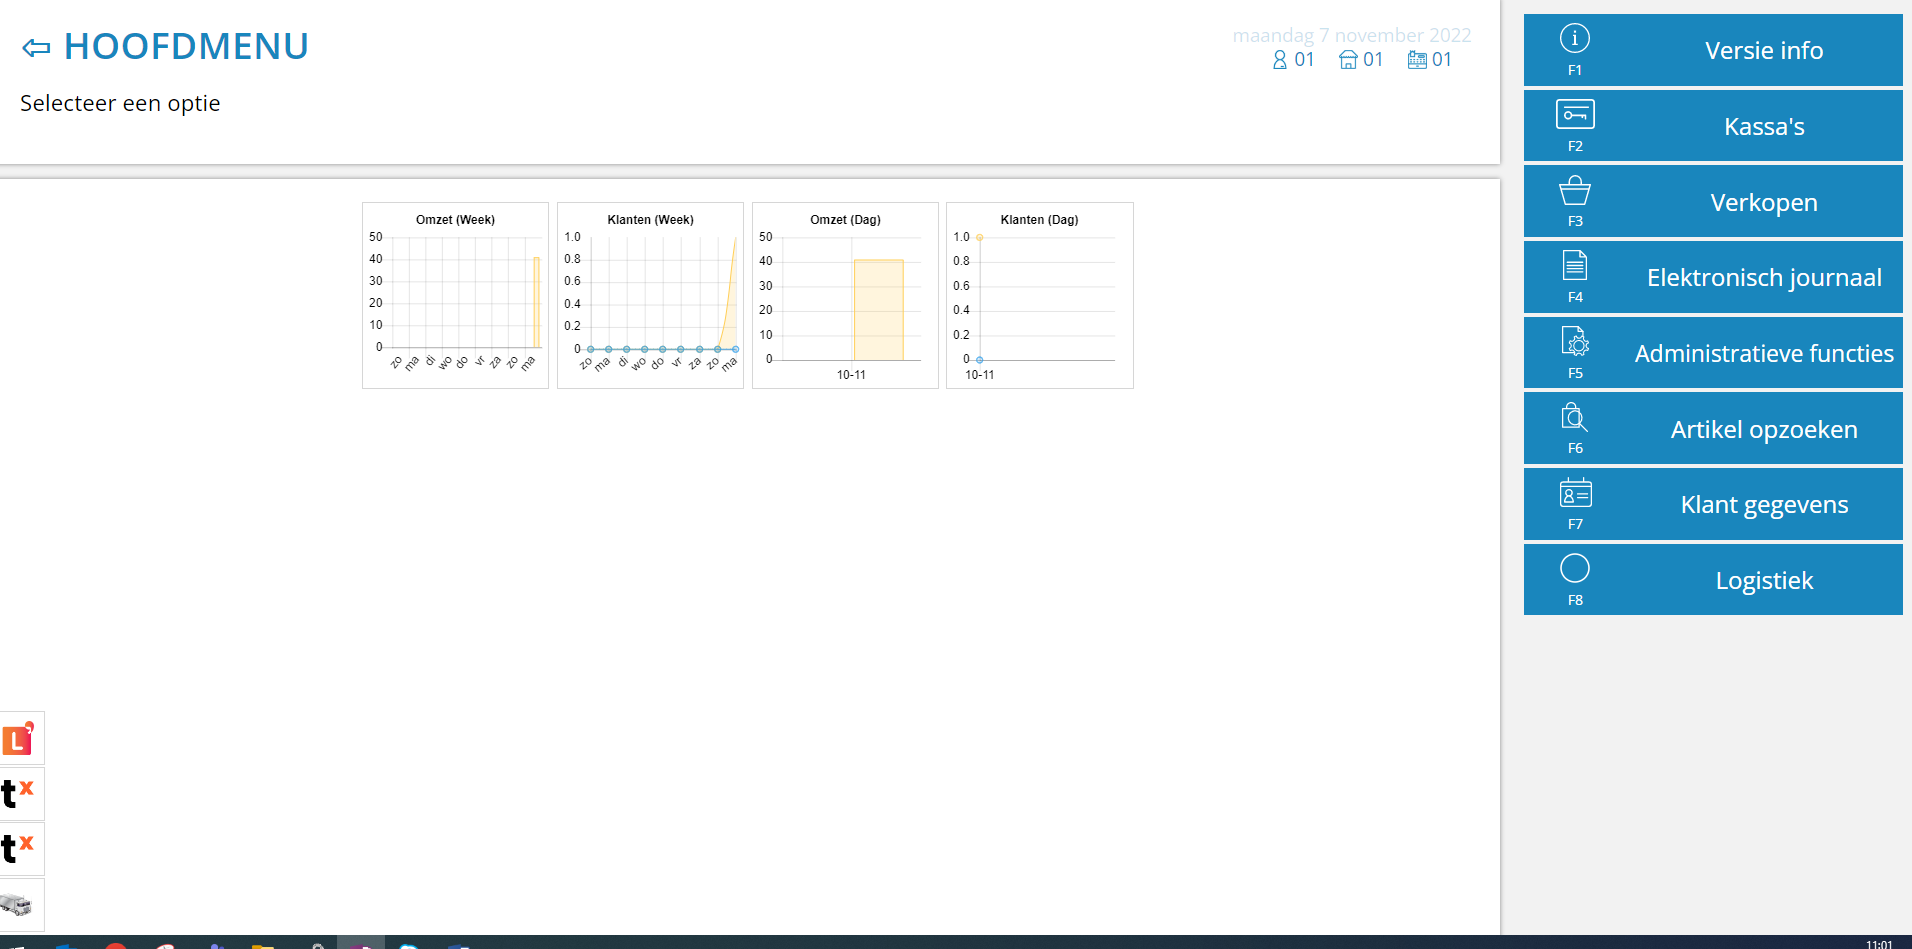 HOOFDMENU
Selecteer een optie
maandag 7 november 2022
01 01 01
Omzet (Week)
50
40
30
20
10
0
zo ma di wo do vr za zo ma
Klanten (Week)
1.0
0.8
0.6
0.4
0.2
0
zo ma di wo do vr za zo ma
Omzet (Dag)
50
40
30
20
10
0
10-11
Klanten (Dag)
1.0
0.8
0.6
0.4
0.2
0
10-11
Versie info
F1
Kassa's
F2
Verkopen
F3
Elektronisch journaal
F4
Administratieve functies
F5
Artikel opzoeken
F6
Klant gegevens
F7
Logistiek
F8
L'
tx
tx
11:01